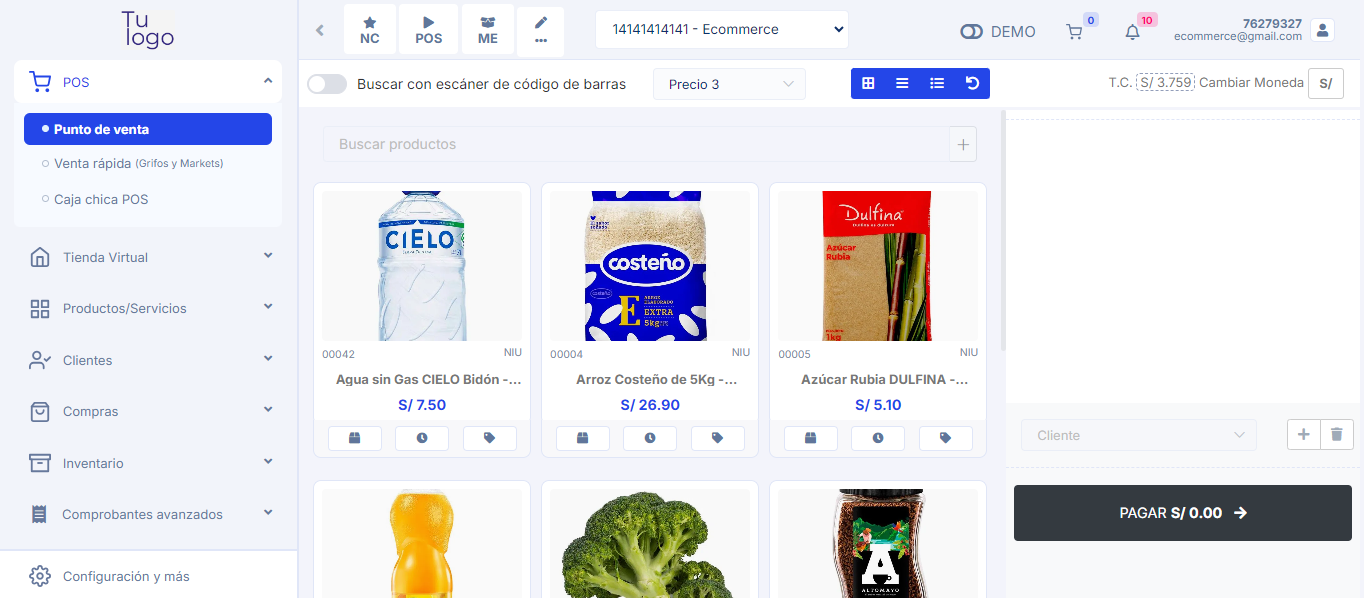 Tu
logo
NC
POS
ME
...
14141414141 - Ecommerce
DEMO
0
10
76279327
ecommerce@gmail.com
POS
Punto de venta
Venta rápida (Grifos y Markets)
Caja chica POS
Tienda Virtual
Productos/Servicios
Clientes
Compras
Inventario
Comprobantes avanzados
Configuración y más
Buscar con escáner de código de barras
Precio 3
T.C. S/ 3.759 Cambiar Moneda S/
Buscar productos
CIELO
00042 NIU
Agua sin Gas CIELO Bidón -...
S/ 7.50
costeño
costeño
E
ARROZ
ELABORADO
EXTRA
5kg
00004 NIU
Arroz Costeño de 5Kg -...
S/ 26.90
Dulfina
Azúcar
Rubia
1kg
00005 NIU
Azúcar Rubia DULFINA -...
S/ 5.10
A
ALTOMAYO
Cliente
PAGAR S/ 0.00